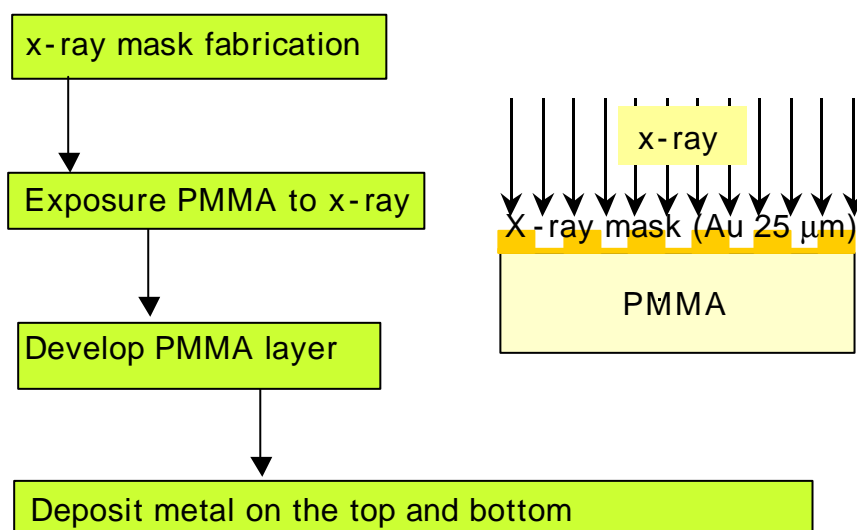 x-ray mask fabrication
Exposure PMMA to x-ray
Develop PMMA layer
Deposit metal on the top and bottom
x-ray
X-ray mask (Au 25 μm)
PMMA